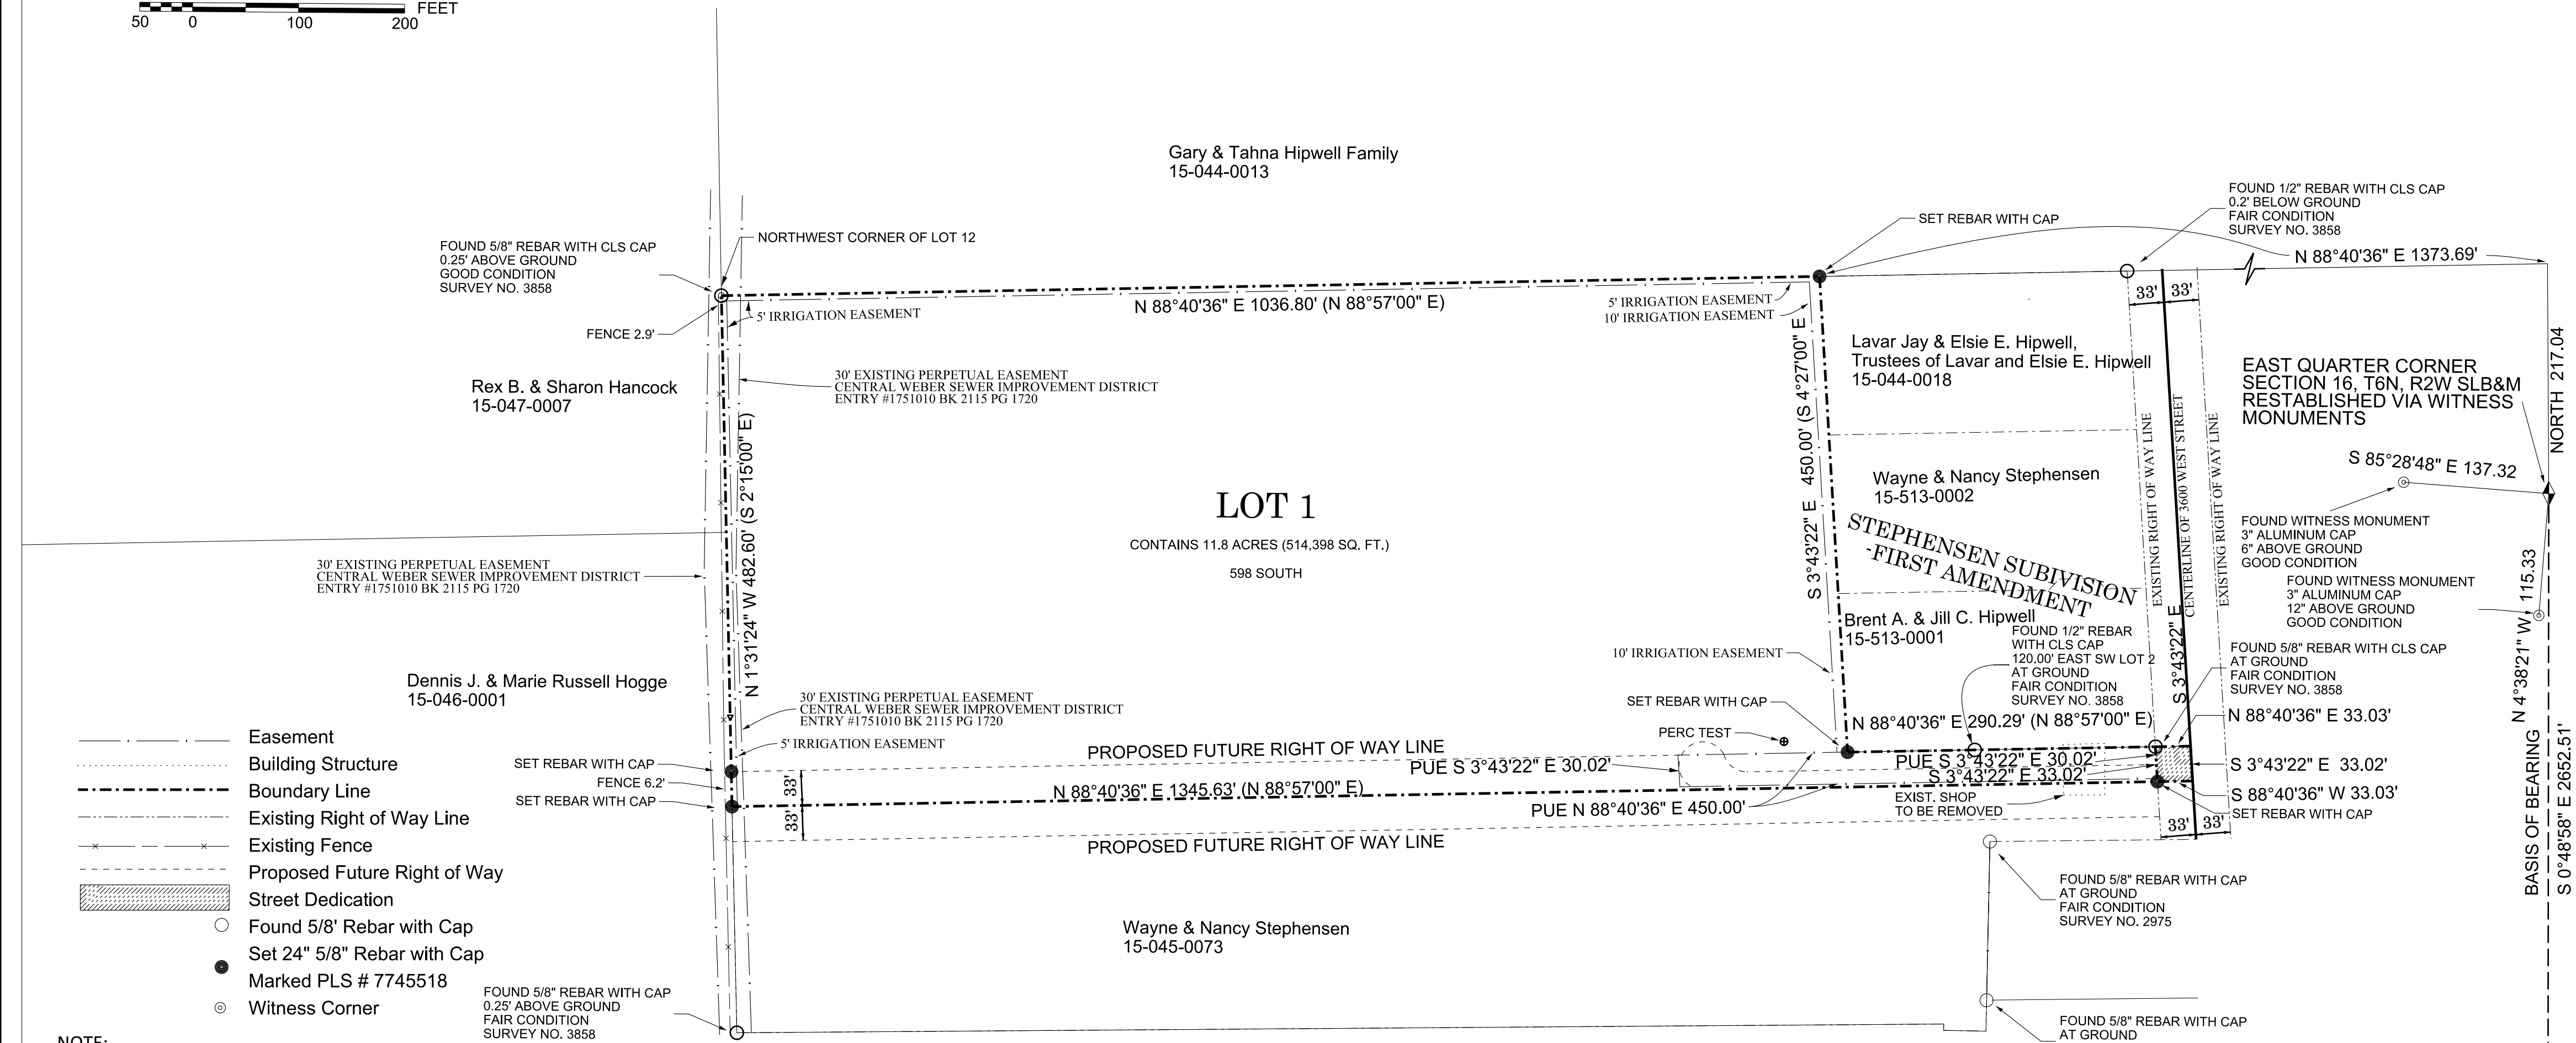 FEET
50 0 100 200
Gary & Tahna Hipwell Family
15-044-0013
FOUND 1/2" REBAR WITH CLS CAP
0.2' BELOW GROUND
FAIR CONDITION
SURVEY NO. 3858
SET REBAR WITH CAP
NORTHWEST CORNER OF LOT 12
FOUND 5/8" REBAR WITH CLS CAP
0.25' ABOVE GROUND
GOOD CONDITION
SURVEY NO. 3858
N 88°40'36" E 1373.69'
N 88°40'36" E 1036.80' (N 88°57'00" E)
5' IRRIGATION EASEMENT
10' IRRIGATION EASEMENT
33' 33'
5' IRRIGATION EASEMENT
FENCE 2.9'
NORTH 217.04
Lavar Jay & Elsie E. Hipwell,
Trustees of Lavar and Elsie E. Hipwell
15-044-0018
EAST QUARTER CORNER
SECTION 16, T6N, R2W SLB&M
RESTABLISHED VIA WITNESS
MONUMENTS
Rex B. & Sharon Hancock
15-047-0007
30' EXISTING PERPETUAL EASEMENT
CENTRAL WEBER SEWER IMPROVEMENT DISTRICT
ENTRY #1751010 BK 2115 PG 1720
S 3°43'22" E 450.00' (S 4°27'00" E
EXISTING RIGHT OF WAY LINE
CENTERLINE OF 3600 WEST STREET
EXISTING RIGHT OF WAY LINE
S 85°28'48" E 137.32
Wayne & Nancy Stephensen
15-513-0002
N 1°31'24" W 482.60' (S 2°15'00" E)
LOT 1
CONTAINS 11.8 ACRES (514,398 SQ. FT.)
598 SOUTH
STEPHENSEN SUBIVISION
-FIRST AMENDMENT
FOUND WITNESS MONUMENT
3" ALUMINUM CAP
6" ABOVE GROUND
GOOD CONDITION
FOUND WITNESS MONUMENT
3" ALUMINUM CAP
12" ABOVE GROUND
GOOD CONDITION
30' EXISTING PERPETUAL EASEMENT
CENTRAL WEBER SEWER IMPROVEMENT DISTRICT
ENTRY #1751010 BK 2115 PG 1720
Brent A. & Jill C. Hipwell
15-513-0001
FOUND 1/2" REBAR
WITH CLS CAP
120.00' EAST SW LOT 2
AT GROUND
FAIR CONDITION
SURVEY NO. 3858
S 3°43'22" E
N 4°38'21" W 115.33
FOUND 5/8" REBAR WITH CLS CAP
AT GROUND
FAIR CONDITION
SURVEY NO. 3858
10' IRRIGATION EASEMENT
Dennis J. & Marie Russell Hogge
15-046-0001
30' EXISTING PERPETUAL EASEMENT
CENTRAL WEBER SEWER IMPROVEMENT DISTRICT
ENTRY #1751010 BK 2115 PG 1720
SET REBAR WITH CAP
N 88°40'36" E 290.29' (N 88°57'00" E)
N 88°40'36" E 33.03'
PERC TEST
5' IRRIGATION EASEMENT
PROPOSED FUTURE RIGHT OF WAY LINE
PUE S 3°43'22" E 30.02'
PUE S 3°43'22" E 30.02'
S 3°43'22" E 33.02'
S 3°43'22" E 33.02'
SET REBAR WITH CAP
FENCE 6.2'
SET REBAR WITH CAP
33'
33'
N 88°40'36" E 1345.63' (N 88°57'00" E)
PUE N 88°40'36" E 450.00'
EXIST. SHOP
TO BE REMOVED
S 88°40'36" W 33.03'
SET REBAR WITH CAP
33' 33'
PROPOSED FUTURE RIGHT OF WAY LINE
BASIS OF BEARING
S 0°48'58" E 2652.51'
Easement
Building Structure
Boundary Line
Existing Right of Way Line
Existing Fence
Proposed Future Right of Way
Street Dedication
Found 5/8' Rebar with Cap
Set 24" 5/8" Rebar with Cap
Marked PLS # 7745518
Witness Corner
FOUND 5/8" REBAR WITH CAP
AT GROUND
FAIR CONDITION
SURVEY NO. 2975
Wayne & Nancy Stephensen
15-045-0073
FOUND 5/8" REBAR WITH CAP
0.25' ABOVE GROUND
FAIR CONDITION
SURVEY NO. 3858
FOUND 5/8" REBAR WITH CAP
AT GROUND
NOTE: